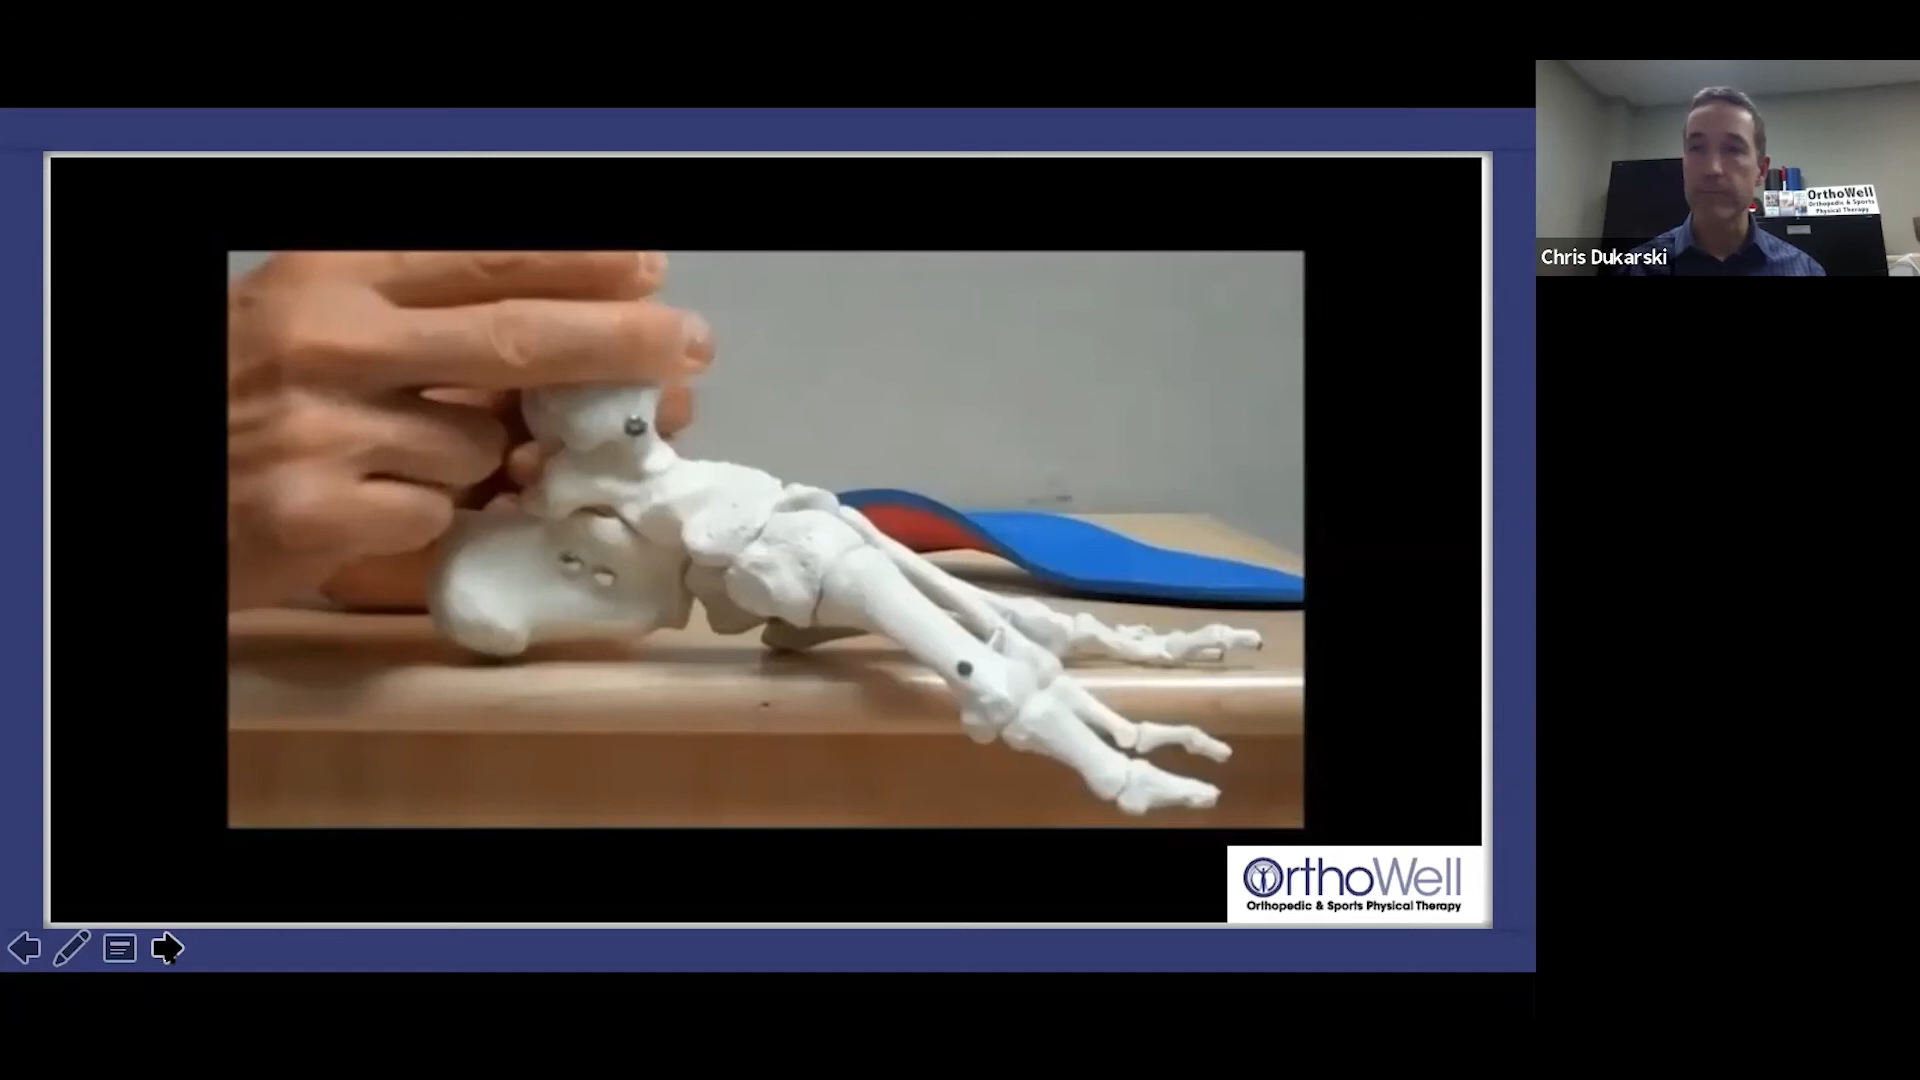 OrthoWell
Orthopedic & Sports
Physical Therapy
Chris Dukarski
OrthoWell
Orthopedic & Sports Physical Therapy